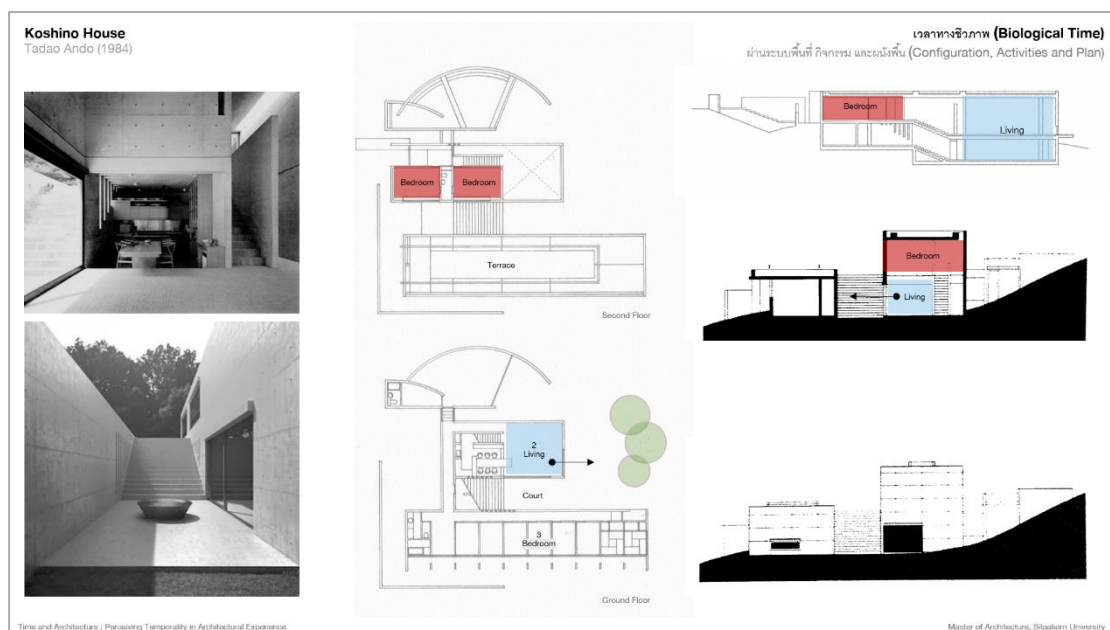 Koshino House
Tadao Ando (1984)
เวลาทางชีวภาพ (Biological Time)
ผ่านระบบพื้นที่ กิจกรรม และผนังพื้น (Configuration, Activities and Plan)
Bedroom
Bedroom
Terrace
Second Floor
2
Living
Court
3
Bedroom
Ground Floor
Bedroom
Living
Bedroom
Living
Time and Architecture : Perceiving Temporality in Architectural Experience
Master of Architecture, Silpakorn University